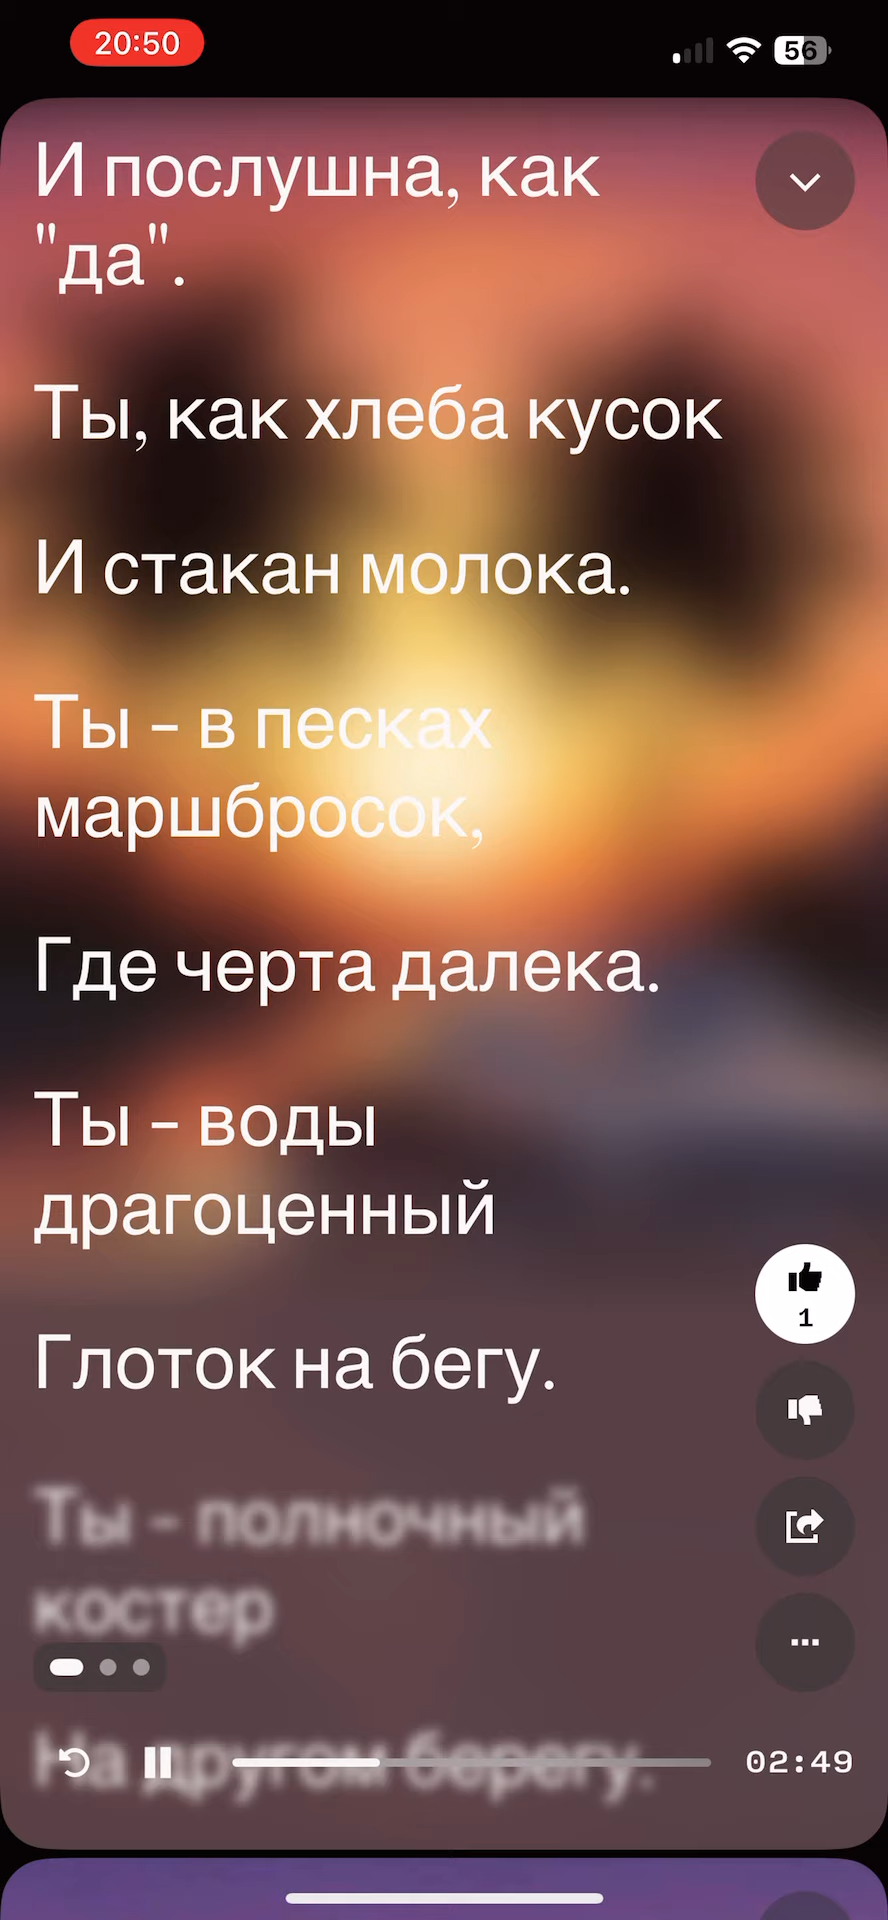 20:50
56
И послушна, как
"да".
Ты, как хлеба кусок
И стакан молока.
Ты - в песках
маршбросок,
Где черта далека.
Ты - воды
драгоценный
Глоток на бегу.
1
Ты - полночный
костер
На другом берегу.
02:49